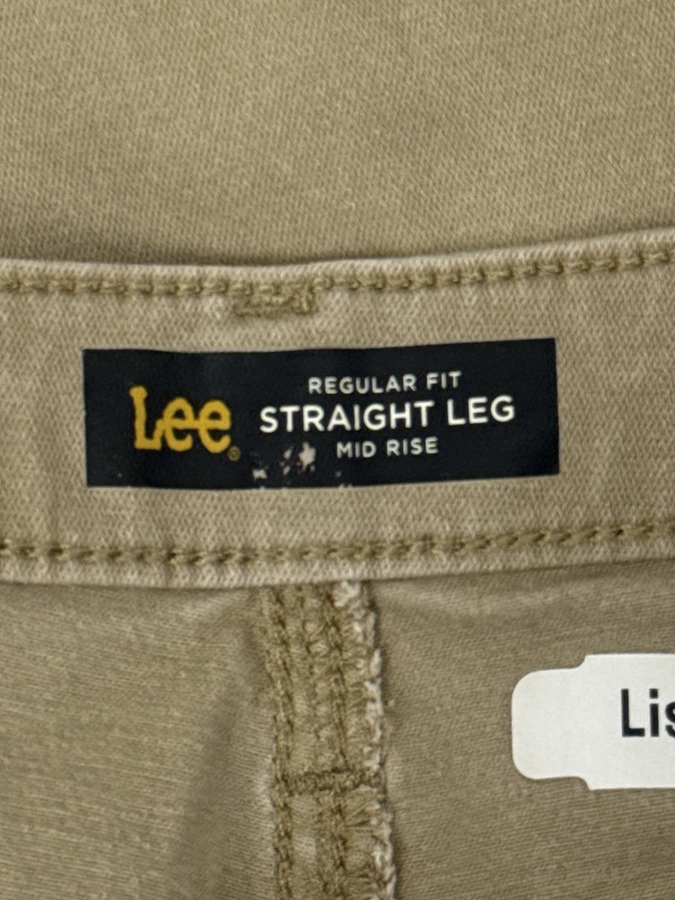 Lee®
REGULAR FIT
STRAIGHT LEG
MID RISE
Lis